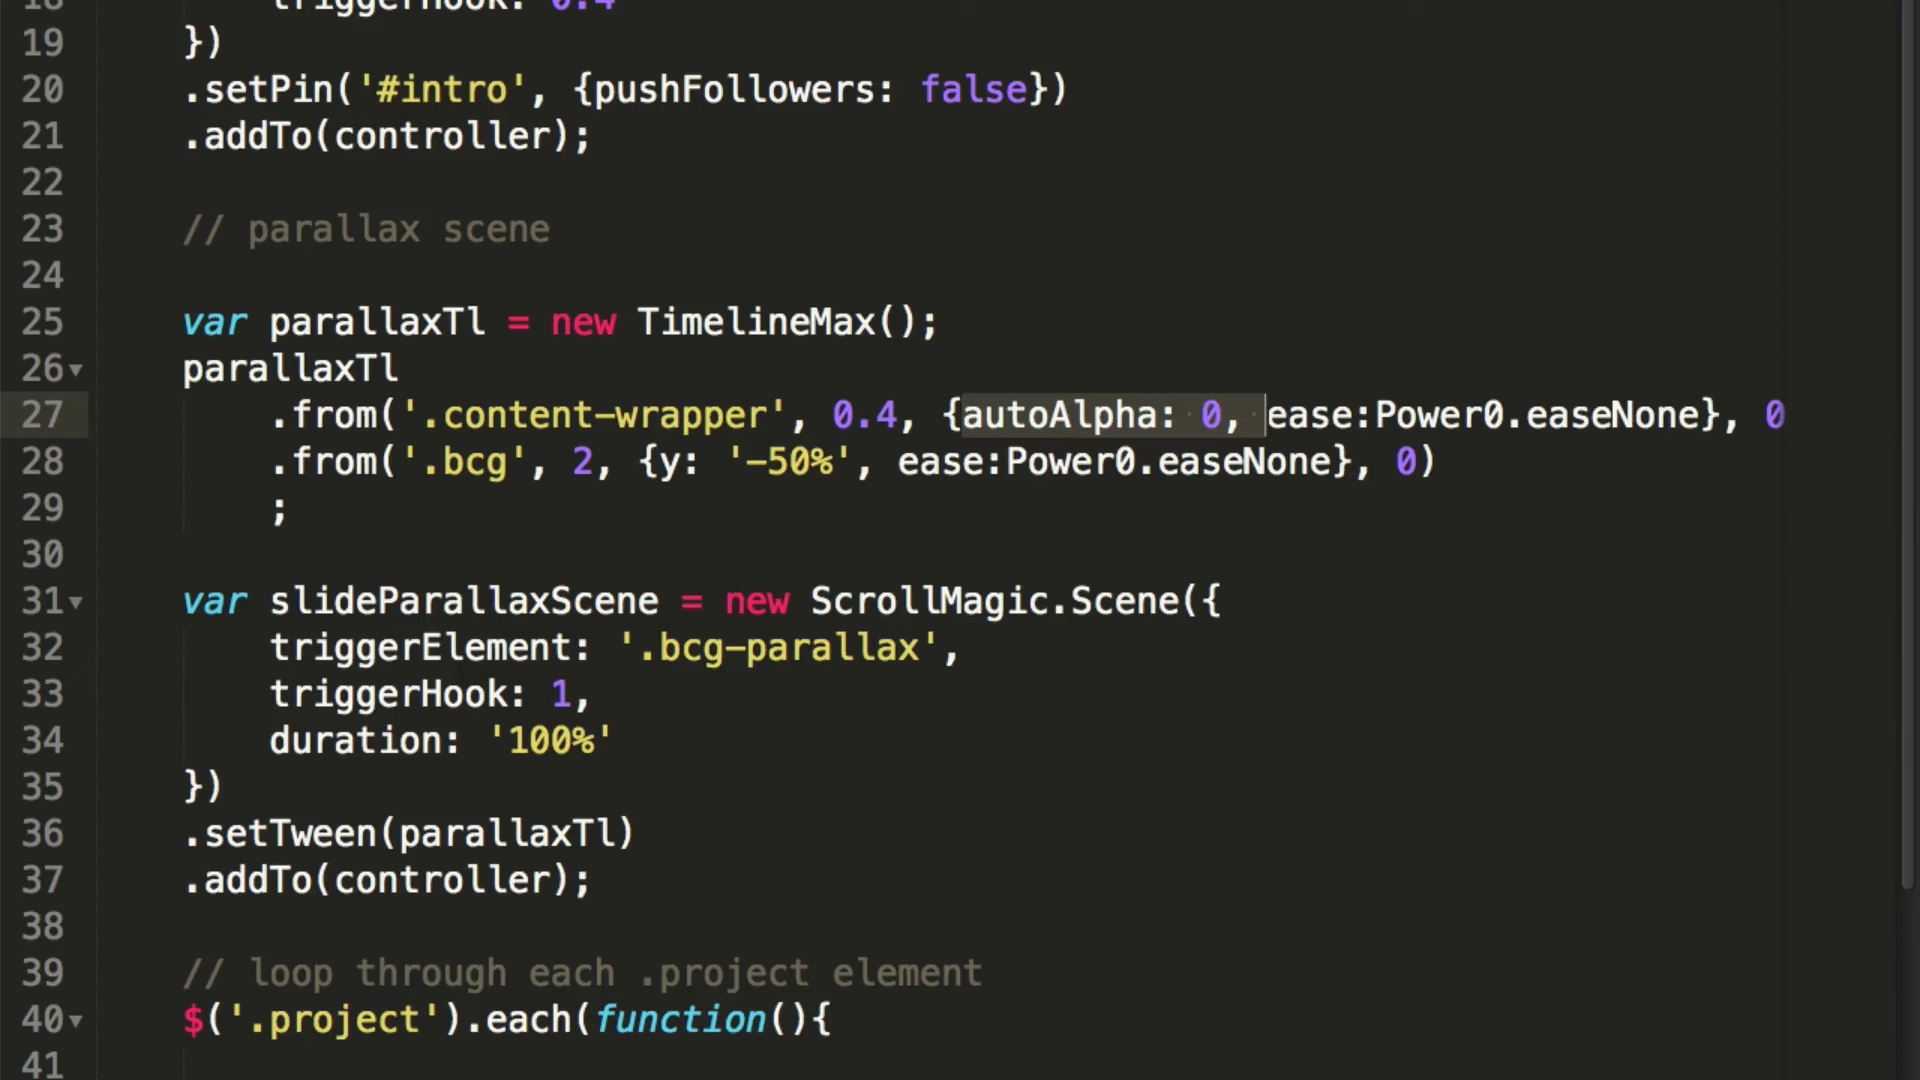 18 triggerHook: 0.4
19 })
20 .setPin('#intro', {pushFollowers: false})
21 .addTo(controller);
22
23 // parallax scene
24
25 var parallaxTl = new TimelineMax();
26 parallaxTl
27 .from('.content-wrapper', 0.4, {autoAlpha: 0, ease:Power0.easeNone}, 0
28 .from('.bcg', 2, {y: '-50%', ease:Power0.easeNone}, 0)
29 ;
30
31 var slideParallaxScene = new ScrollMagic.Scene({
32 triggerElement: '.bcg-parallax',
33 triggerHook: 1,
34 duration: '100%'
35 })
36 .setTween(parallaxTl)
37 .addTo(controller);
38
39 // loop through each .project element
40 $('.project').each(function(){
41